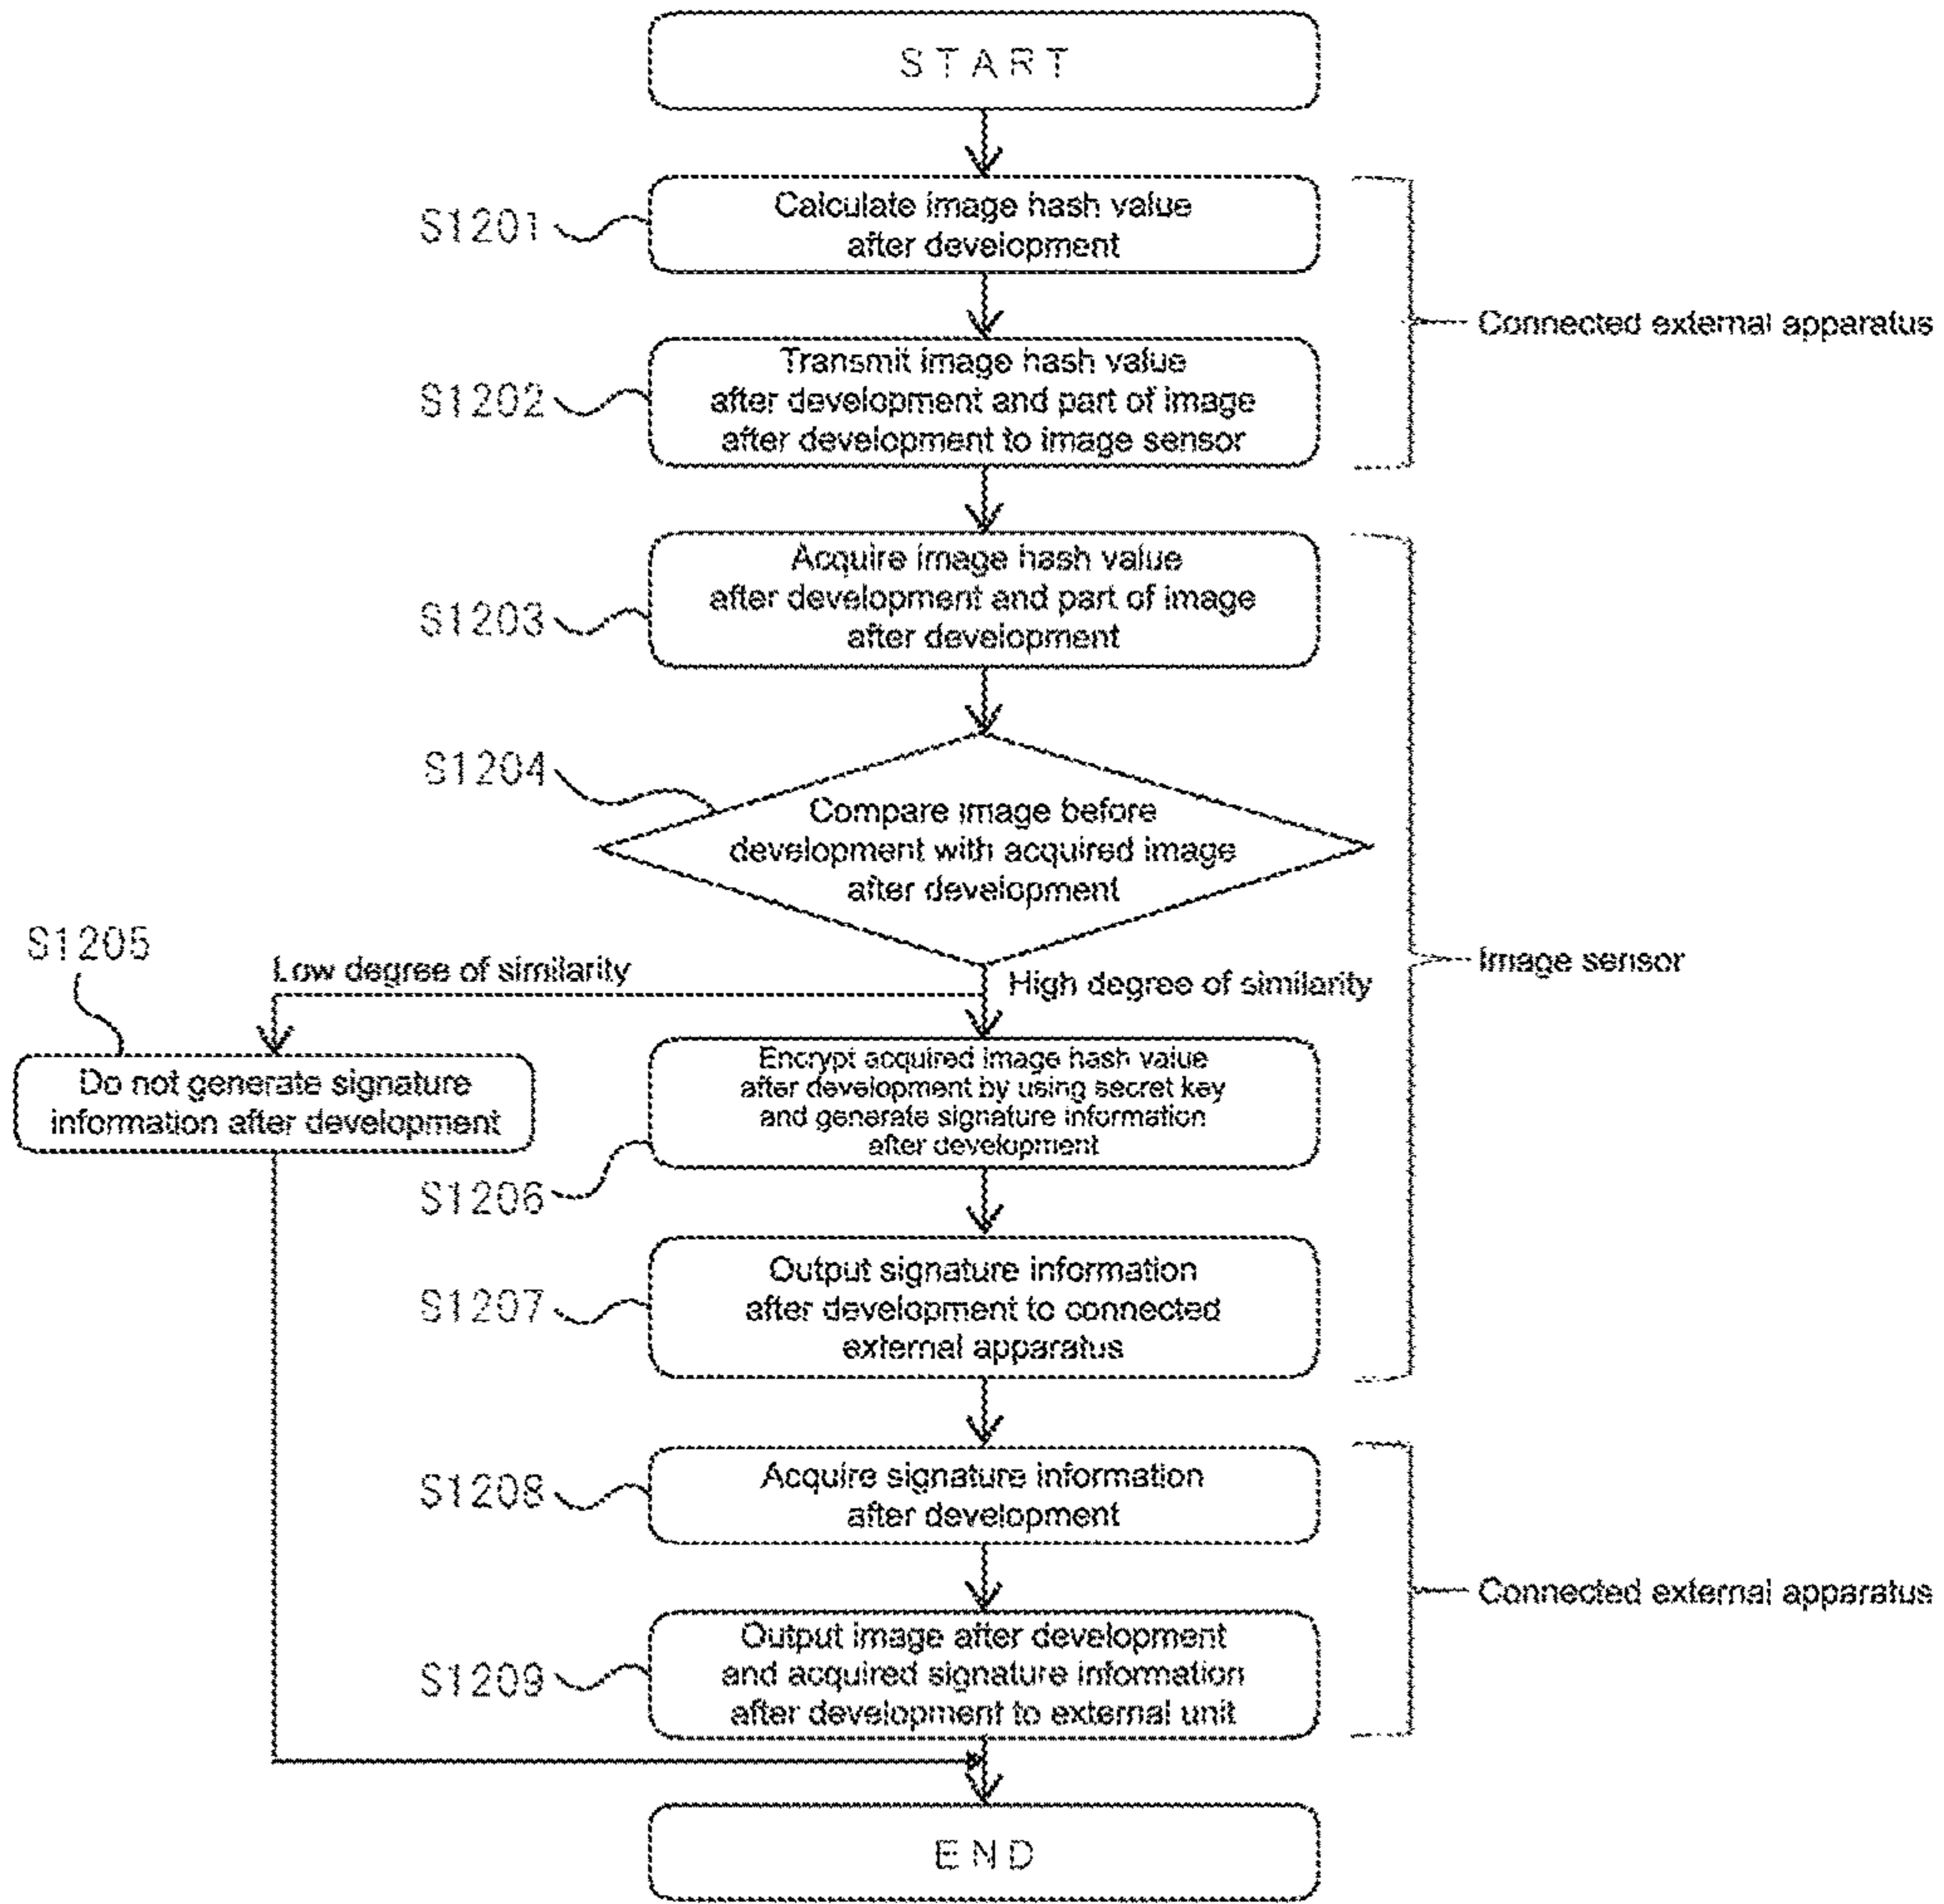 START
S1201
Calculate image hash value
after development
Connected external apparatus
S1202
Transmit image hash value
after development and part of image
after development to image sensor
S1203
Acquire image hash value
after development and part of image
after development
S1204
Compare image before
development with acquired image
after development
Image sensor
S1205
Low degree of similarity
High degree of similarity
Do not generate signature
information after development
Encrypt acquired image hash value
after development by using secret key
and generate signature information
after development
S1206
S1207
Output signature information
after development to connected
external apparatus
S1208
Acquire signature information
after development
Connected external apparatus
S1209
Output image after development
and acquired signature information
after development to external unit
END